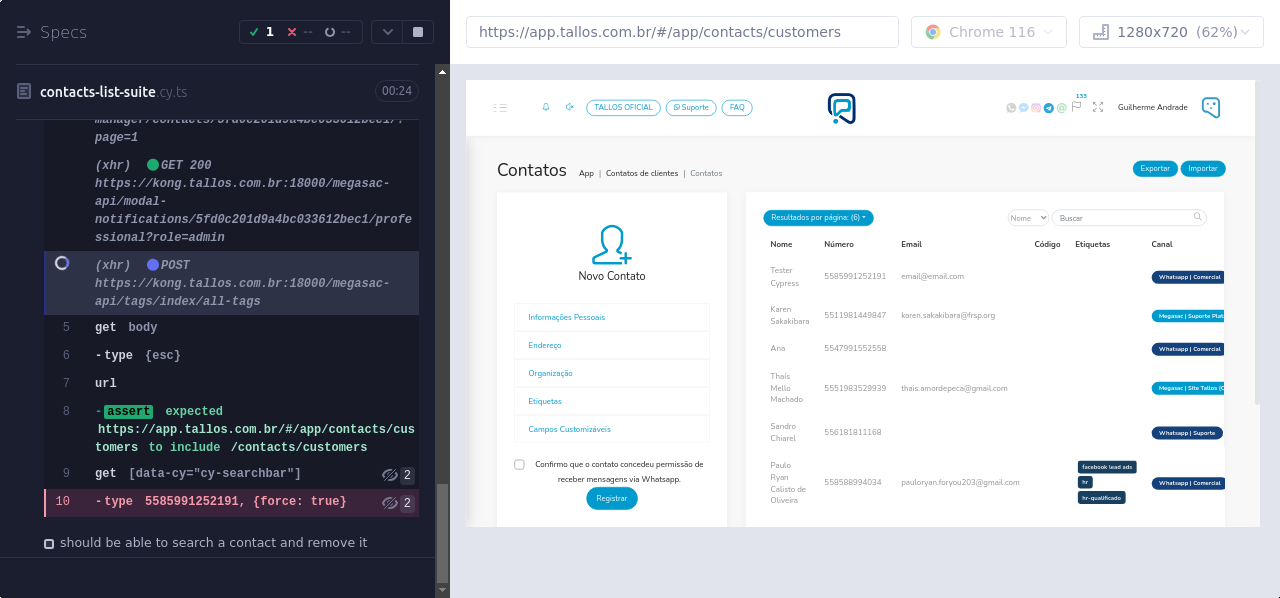 Specs
1
--
--
https://app.tallos.com.br/#/app/contacts/customers
Chrome 116
1280x720 (62%)
contacts-list-suite.cy.ts
00:24
manager/contacts/5fd0c201d9a4bc033612bec1/?
page=1
(xhr) GET 200
https://kong.tallos.com.br:18000/megasac-
api/modal-
notifications/5fd0c201d9a4bc033612bec1/profe
ssional?role=admin
(xhr) POST
https://kong.tallos.com.br:18000/megasac-
api/tags/index/all-tags
5 get body
6 -type {esc}
7 url
8 -assert expected
https://app.tallos.com.br/#/app/contacts/cus
tomers to include /contacts/customers
9 get [data-cy="cy-searchbar"] 2
10 -type 5585991252191, {force: true} 2
should be able to search a contact and remove it
TALLOS OFICIAL
Suporte
FAQ
133
Guilherme Andrade
Contatos
App | Contatos de clientes | Contatos
Exportar
Importar
Novo Contato
Informações Pessoais
Endereço
Organização
Etiquetas
Campos Customizáveis
Confirmo que o contato concedeu permissão de
receber mensagens via Whatsapp.
Registrar
Resultados por página: (6)
Nome
Buscar
Nome Número Email Código Etiquetas Canal
Tester
Cypress
5585991252191 email@email.com Whatsapp | Comercial
Karen
Sakakibara
5511981449847 karen.sakakibara@frsp.org Megasac | Suporte Plat
Ana 5547991552558 Whatsapp | Comercial
Thais
Mello
Machado
5551983529939 thais.amordepeca@gmail.com Megasac | Site Tallos (C
Sandro
Chiarel
556181811168 Whatsapp | Suporte
Paulo
Ryan
Calisto de
Oliveira
558588994034 pauloryan.foryou203@gmail.com
facebook lead ads
hr
hr-qualificado
Whatsapp | Comercial